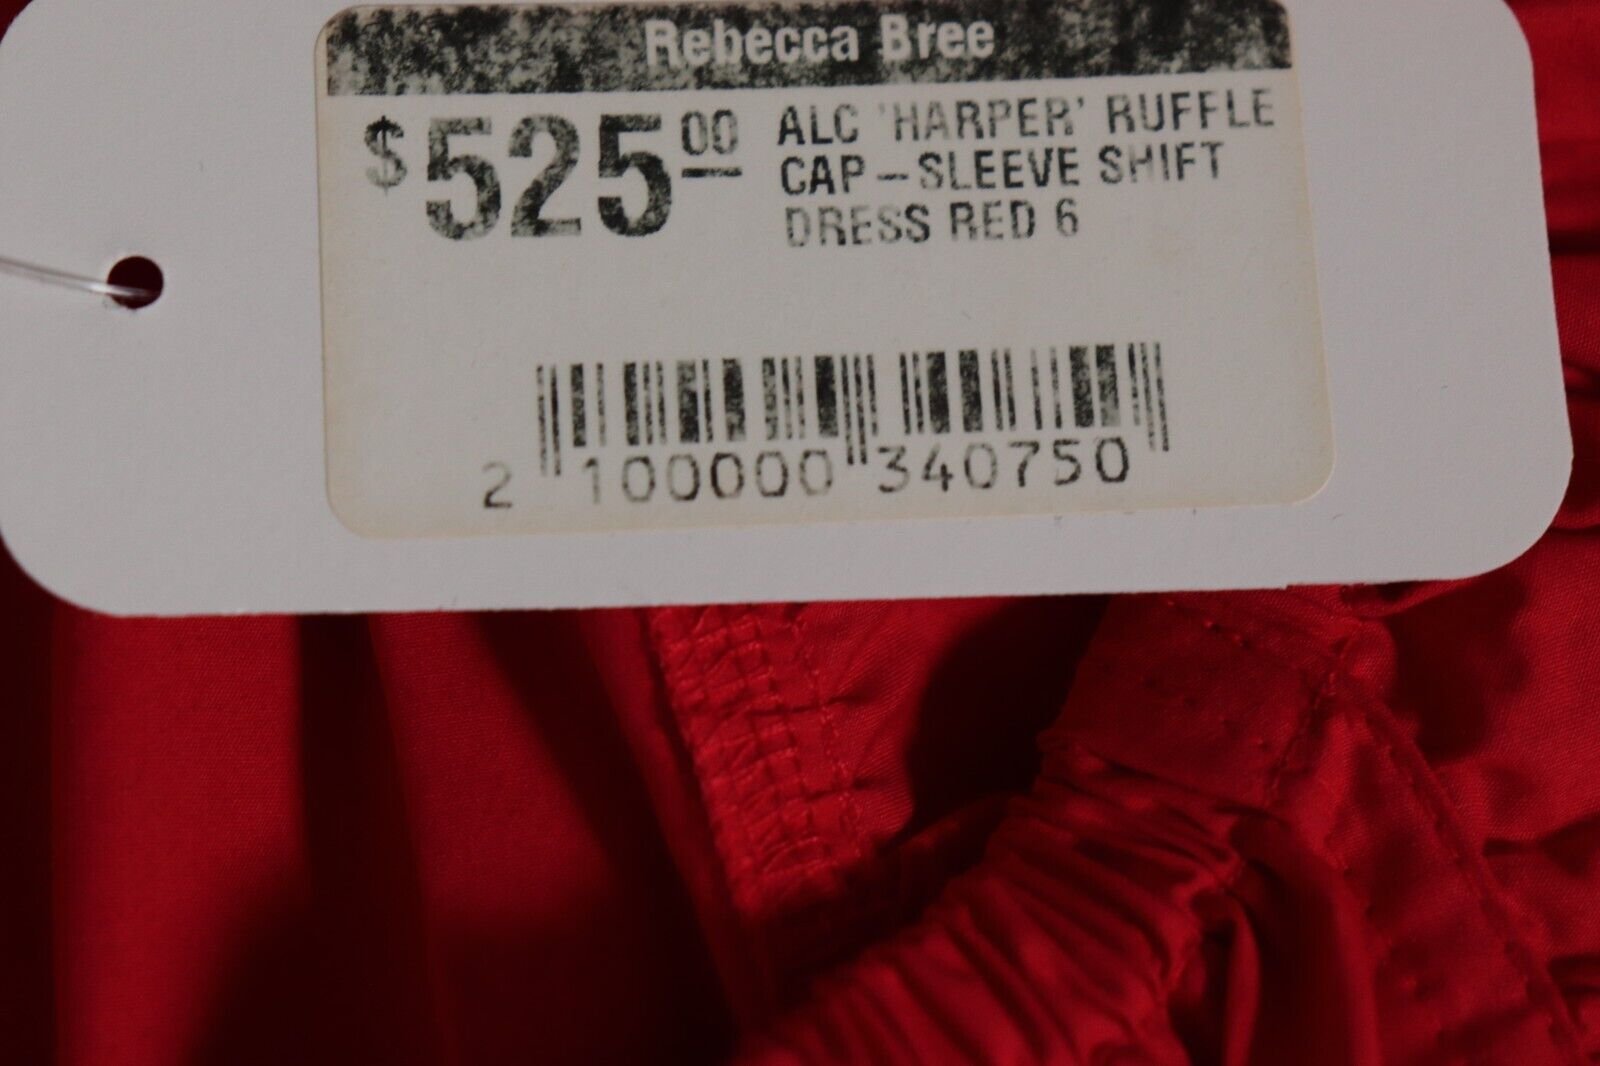 Rebecca Bree
$525.00
ALC 'HARPER' RUFFLE
CAP-SLEEVE SHIFT
DRESS RED 6
2 100000 340750